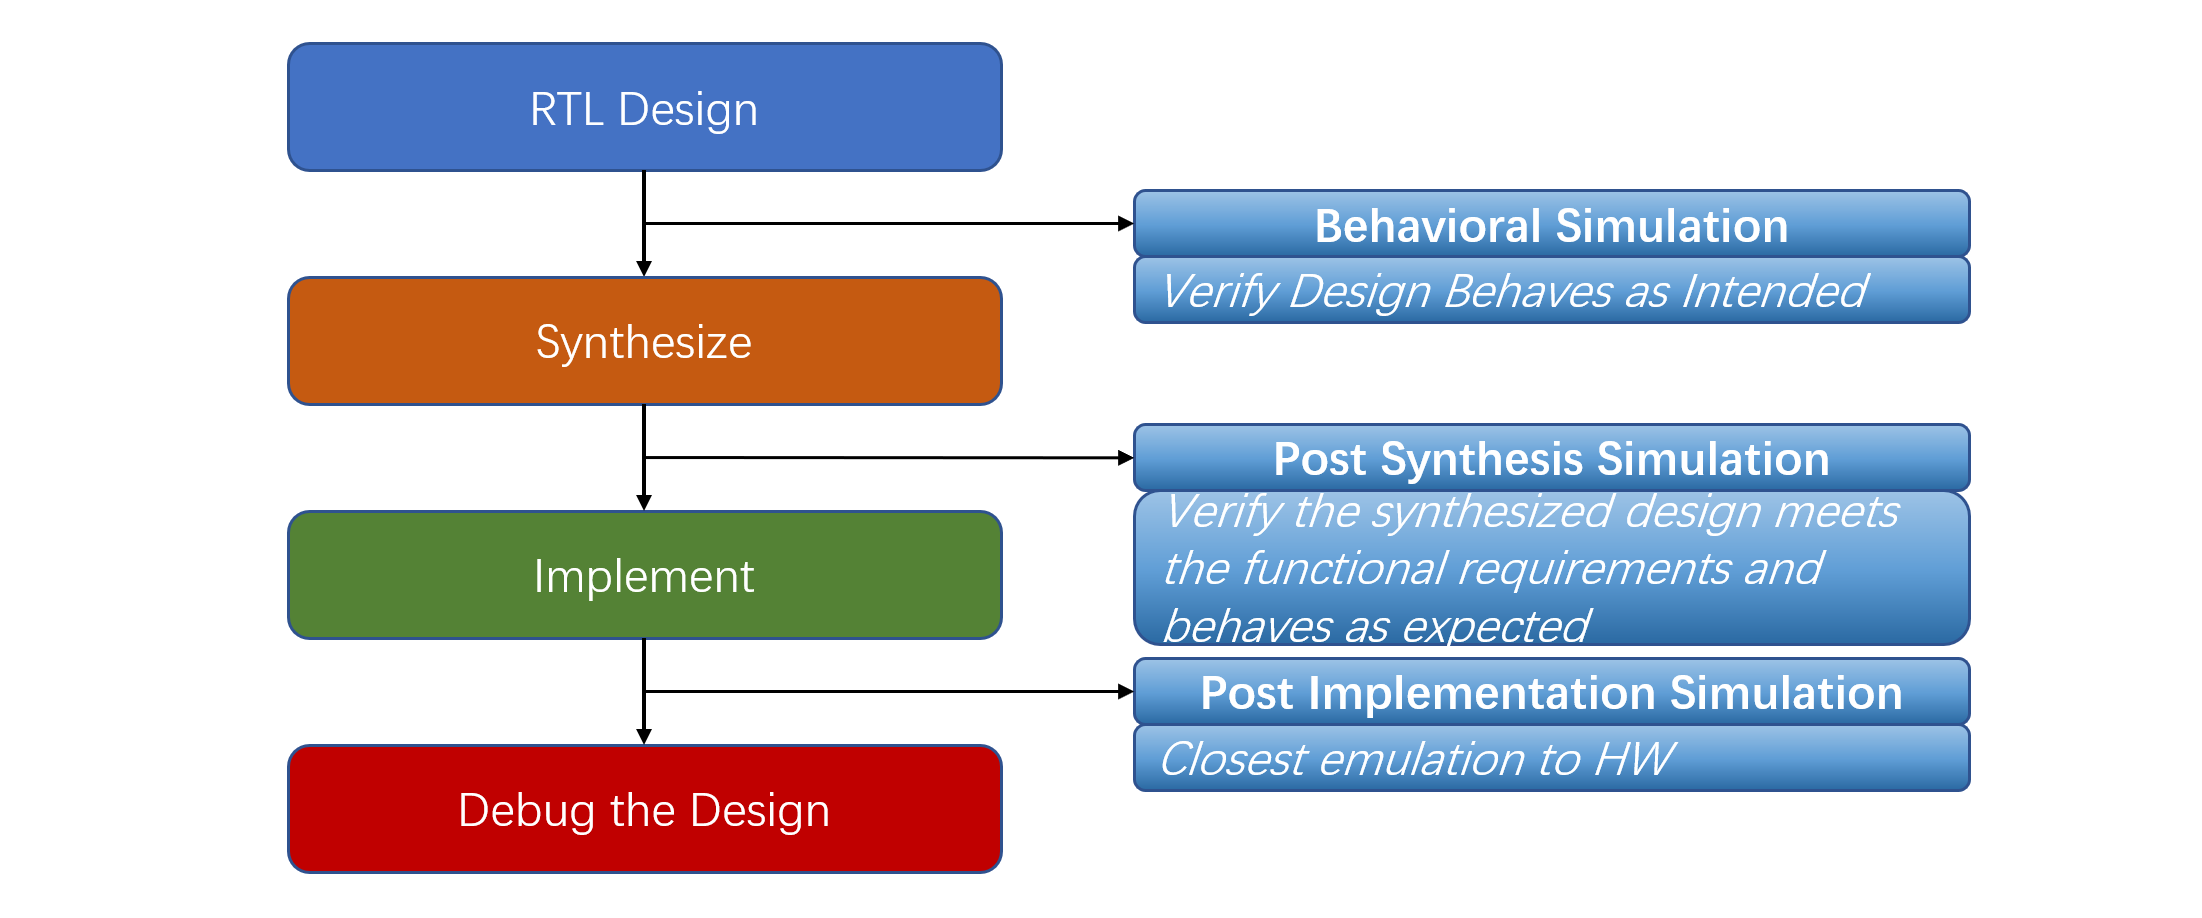 RTL Design
Behavioral Simulation
Verify Design Behaves as Intended
Synthesize
Post Synthesis Simulation
Verify the synthesized design meets
the functional requirements and
behaves as expected
Implement
Post Implementation Simulation
Closest emulation to HW
Debug the Design